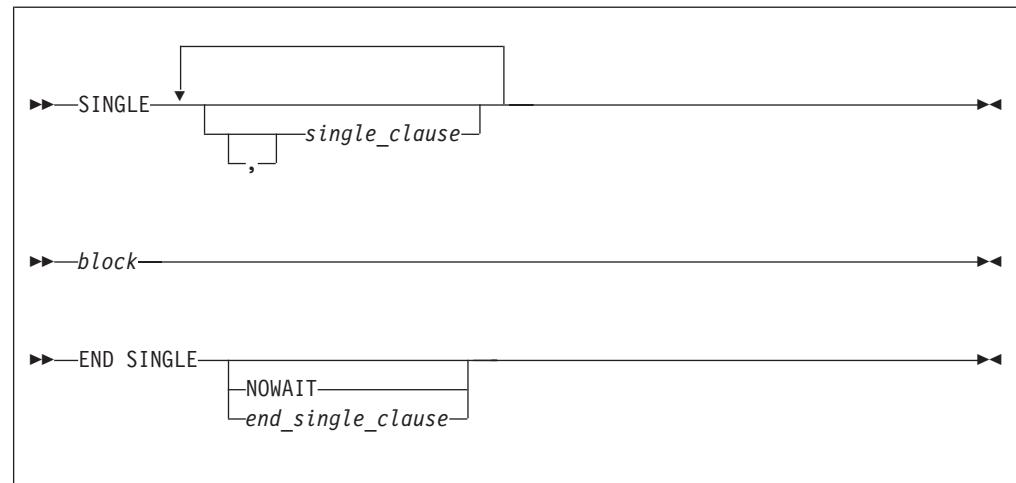 SINGLE
single_clause
,
block
END SINGLE
NOWAIT
end_single_clause